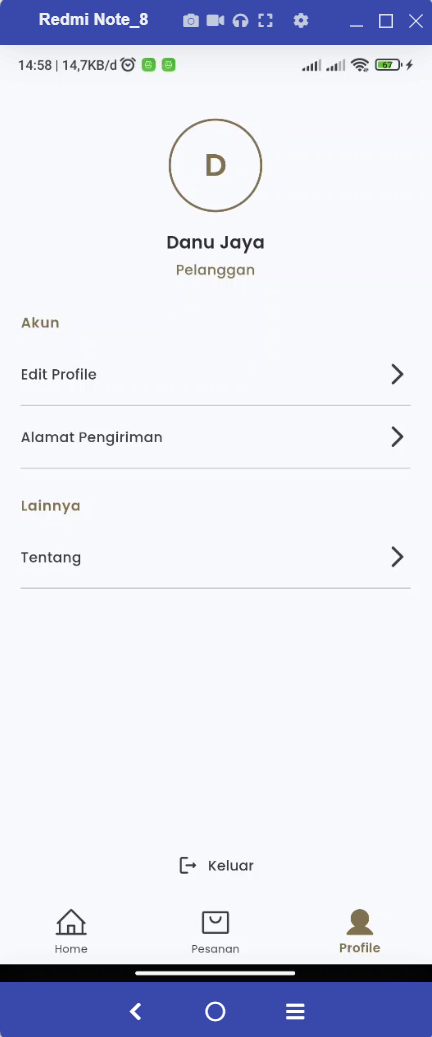 Redmi Note_8
14:58 | 14,7KB/d
67
D
Danu Jaya
Pelanggan
Akun
Edit Profile
Alamat Pengiriman
Lainnya
Tentang
Keluar
Home
Pesanan
Profile